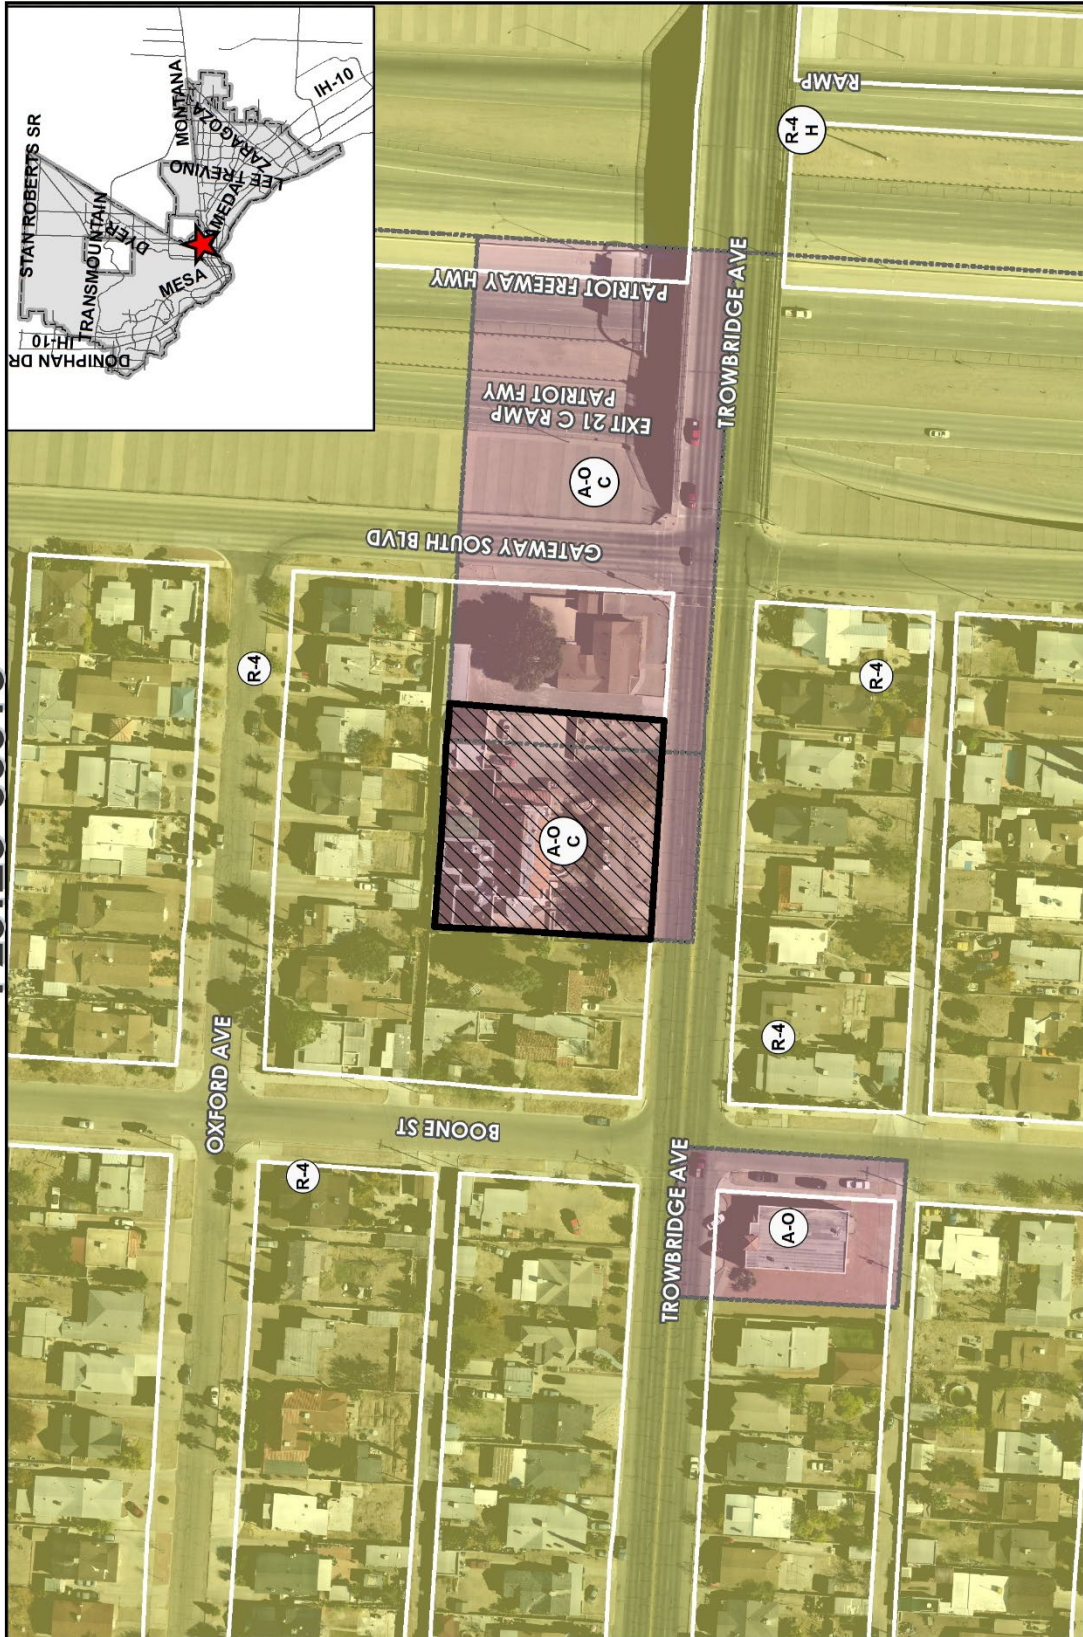 STAN ROBERTS SR
TRANSMOUNTAIN
DONIPHAN DR
IH-10
DYER
MESA
MONTANA
ZARAGOZA
LEE TREVINO
IH-10
RAMP
R-4
H
PATRIOT FREEWAY HWY
TROWBRIDGE AVE
EXIT 21 C RAMP
PATRIOT FWY
A-O
C
GATEWAY SOUTH BLVD
R-4
R-4
A-O
C
R-4
OXFORD AVE
BOONE ST
R-4
TROWBRIDGE AVE
A-O